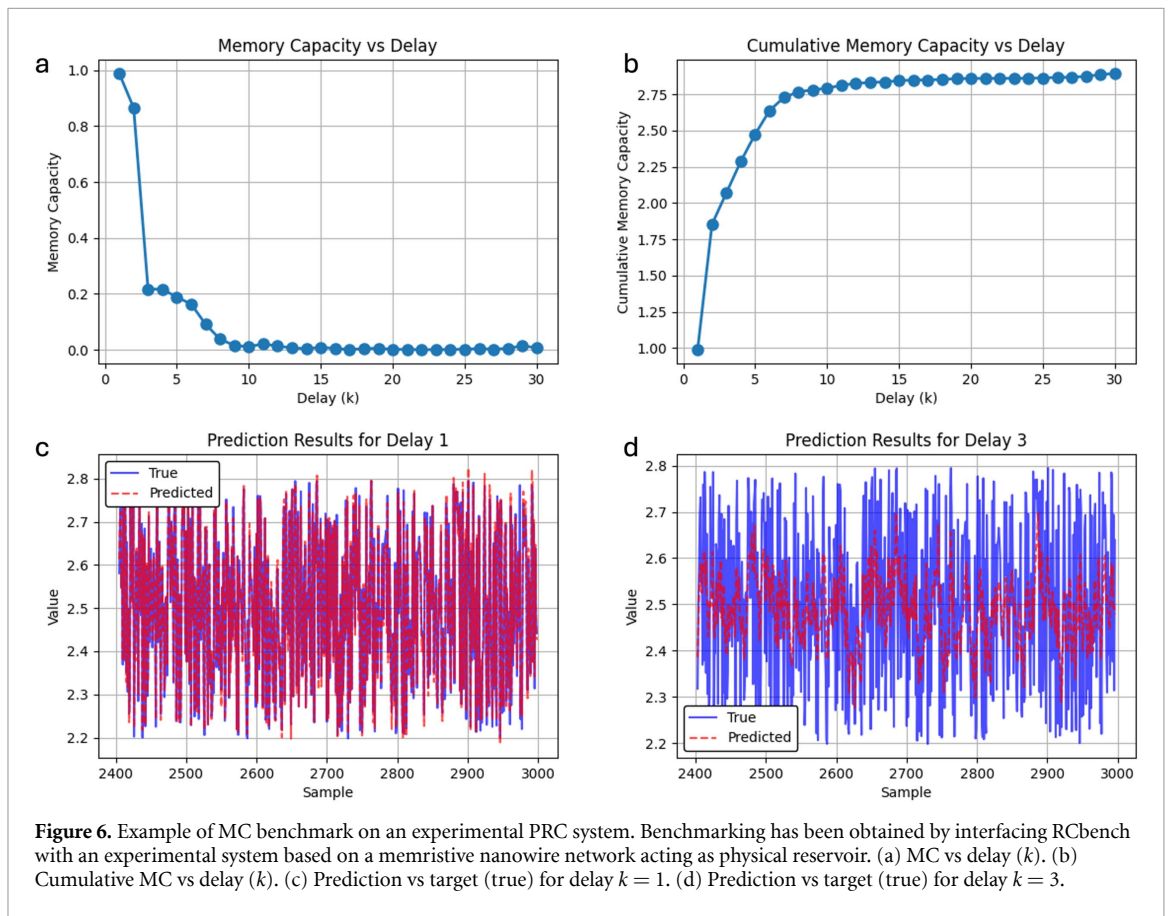 a
Memory Capacity vs Delay
1.0
0.8
0.6
0.4
0.2
0.0
Memory Capacity
0 5 10 15 20 25 30
Delay (k)
b
Cumulative Memory Capacity vs Delay
2.75
2.50
2.25
2.00
1.75
1.50
1.25
1.00
Cumulative Memory Capacity
0 5 10 15 20 25 30
Delay (k)
c
Prediction Results for Delay 1
True
Predicted
2.8
2.7
2.6
2.5
2.4
2.3
2.2
Value
2400 2500 2600 2700 2800 2900 3000
Sample
d
Prediction Results for Delay 3
2.8
2.7
2.6
2.5
2.4
2.3
2.2
Value
True
Predicted
2400 2500 2600 2700 2800 2900 3000
Sample
Figure 6. Example of MC benchmark on an experimental PRC system. Benchmarking has been obtained by interfacing RCbench
with an experimental system based on a memristive nanowire network acting as physical reservoir. (a) MC vs delay (k). (b)
Cumulative MC vs delay (k). (c) Prediction vs target (true) for delay k = 1. (d) Prediction vs target (true) for delay k = 3.